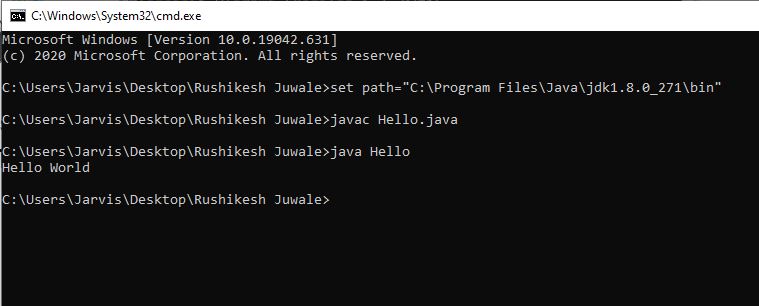 C:\Windows\System32\cmd.exe
Microsoft Windows [Version 10.0.19042.631]
(c) 2020 Microsoft Corporation. All rights reserved.
C:\Users\Jarvis\Desktop\Rushikesh Juwale>set path="C:\Program Files\Java\jdk1.8.0_271\bin"
C:\Users\Jarvis\Desktop\Rushikesh Juwale>javac Hello.java
C:\Users\Jarvis\Desktop\Rushikesh Juwale>java Hello
Hello World
C:\Users\Jarvis\Desktop\Rushikesh Juwale>